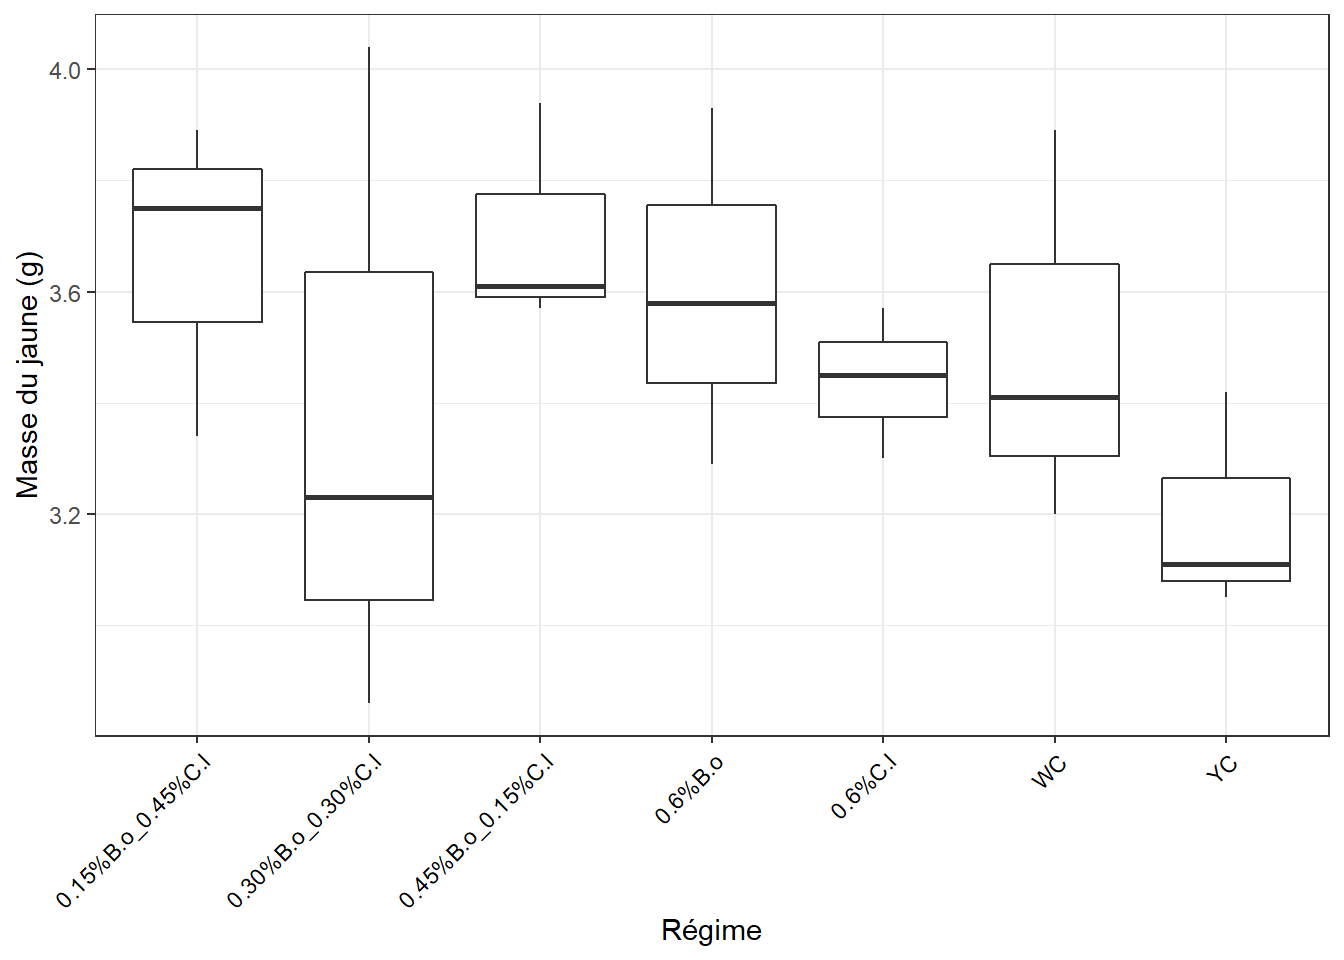 Masse du jaune (g)
4.0
3.6
3.2
0.15%B.o_0.45%C.l
0.30%B.o_0.30%C.l
0.45%B.o_0.15%C.l
0.6%B.o
0.6%C.l
WC
YC
Régime